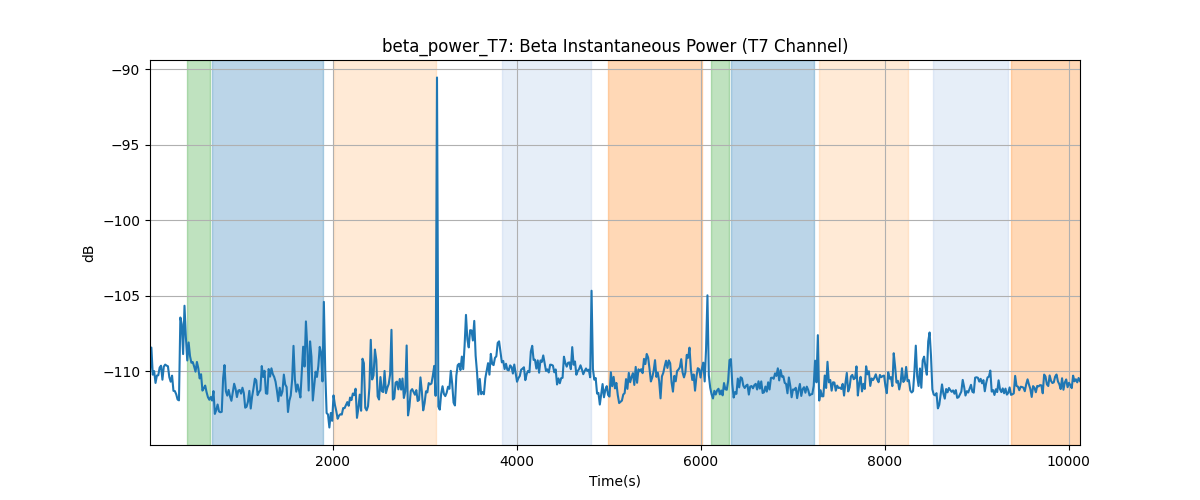 beta_power_T7: Beta Instantaneous Power (T7 Channel)
−90
−95
−100
−105
−110
dB
2000 4000 6000 8000 10000
Time(s)